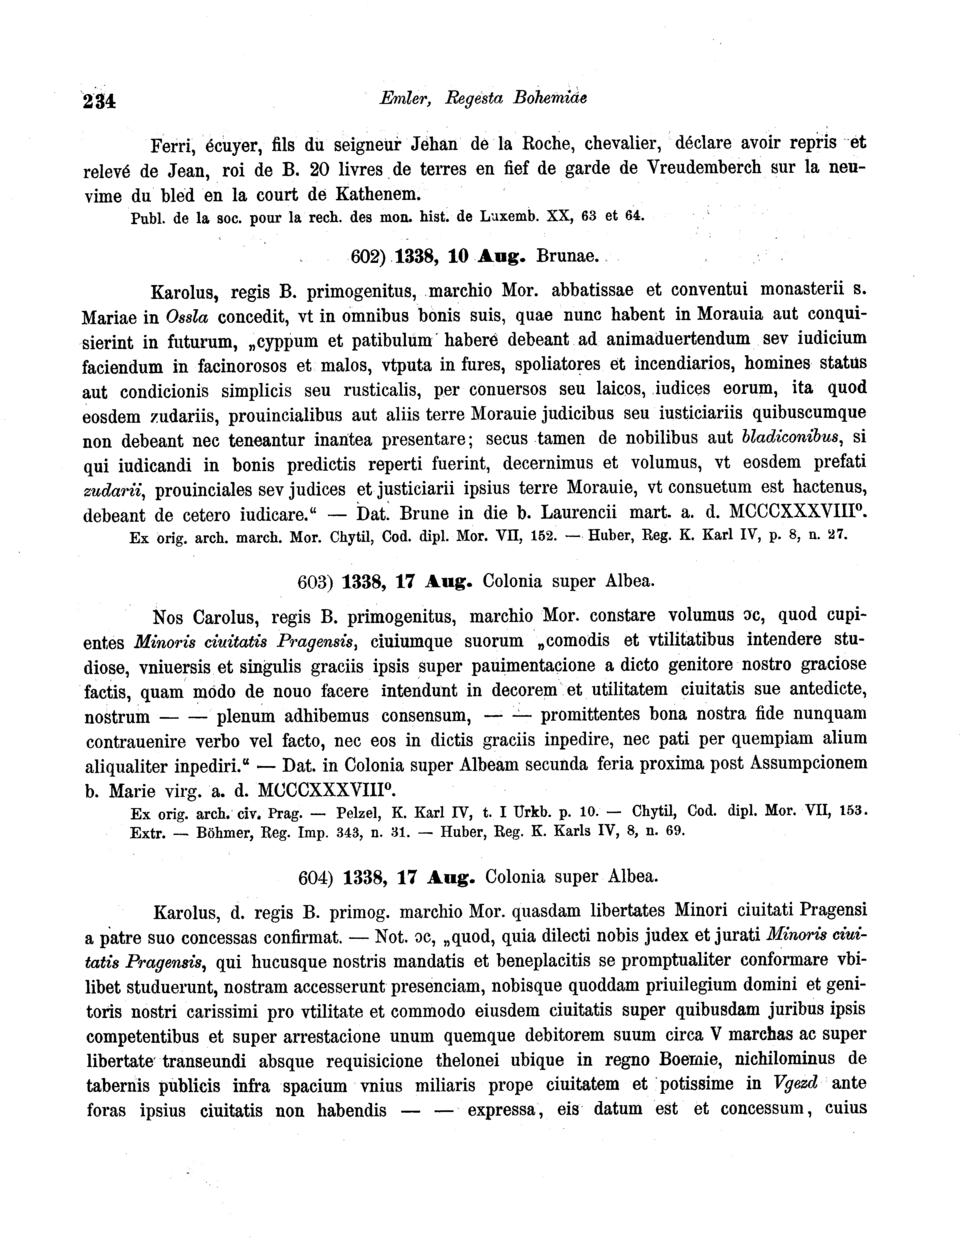 234
Emler, Regesta Bohemiae
Ferri, écuyer, fils du seigneur Jehan de la Roche, chevalier, déclare avoir repris et
relevé de Jean, roi de B. 20 livres de terres en fief de garde de Vreudemberch sur la neu-
vime du bled en la court de Kathenem.
Publ. de la soc. pour la rech. des mon. hist. de Luxemb. XX, 63 et 64.
602) 1338, 10 Aug. Brunae.
Karolus, regis B. primogenitus, marchio Mor. abbatissae et conventui monasterii s.
Mariae in Ossla concedit, vt in omnibus bonis suis, quae nunc habent in Morauia aut conqui-
sierint in futurum, „cyppum et patibulum habere debeant ad animaduertendum sev iudicium
faciendum in facinorosos et malos, vtputa in fures, spoliatores et incendiarios, homines status
aut condicionis simplicis seu rusticalis, per conuersos seu laicos, iudices eorum, ita quod
eosdem zudariis, prouincialibus aut aliis terre Morauie judicibus seu iusticiariis quibuscumque
non debeant nec teneantur inantea presentare; secus tamen de nobilibus aut bladiconibus, si
qui iudicandi in bonis predictis reperti fuerint, decernimus et volumus, vt eosdem prefati
zudarii, prouinciales sev judices et justiciarii ipsius terre Morauie, vt consuetum est hactenus,
debeant de cetero iudicare.“ — Dat. Brune in die b. Laurencii mart. a. d. MCCCXXXVIIIº.
Ex orig. arch. march. Mor. Chytil, Cod. dipl. Mor. VII, 152. — Huber, Reg. K. Karl IV, p. 8, n. 27.
603) 1338, 17 Aug. Colonia super Albea.
Nos Carolus, regis B. primogenitus, marchio Mor. constare volumus ɔc, quod cupi-
entes Minoris ciuitatis Pragensis, ciuiumque suorum „comodis et vtilitatibus intendere stu-
diose, vniuersis et singulis graciis ipsis super pauimentacione a dicto genitore nostro graciose
factis, quam modo de nouo facere intendunt in decorem et utilitatem ciuitatis sue antedicte,
nostrum — — plenum adhibemus consensum, — — promittentes bona nostra fide nunquam
contrauenire verbo vel facto, nec eos in dictis graciis inpedire, nec pati per quempiam alium
aliqualiter inpediri.“ — Dat. in Colonia super Albeam secunda feria proxima post Assumpcionem
b. Marie virg. a. d. MCCCXXXVIIIº.
Ex orig. arch. civ. Prag. — Pelzel, K. Karl IV, t. I Urkb. p. 10. — Chytil, Cod. dipl. Mor. VII, 153.
Extr. — Böhmer, Reg. Imp. 343, n. 31. — Huber, Reg. K. Karls IV, 8, n. 69.
604) 1338, 17 Aug. Colonia super Albea.
Karolus, d. regis B. primog. marchio Mor. quasdam libertates Minori ciuitati Pragensi
a patre suo concessas confirmat. — Not. ɔc, „quod, quia dilecti nobis judex et jurati Minoris ciui-
tatis Pragensis, qui hucusque nostris mandatis et beneplacitis se promptualiter conformare vbi-
libet studuerunt, nostram accesserunt presenciam, nobisque quoddam priuilegium domini et geni-
toris nostri carissimi pro vtilitate et commodo eiusdem ciuitatis super quibusdam juribus ipsis
competentibus et super arrestacione unum quemque debitorem suum circa V marchas ac super
libertate transeundi absque requisicione thelonei ubique in regno Boemie, nichilominus de
tabernis publicis infra spacium vnius miliaris prope ciuitatem et potissime in Vgezd ante
foras ipsius ciuitatis non habendis — — expressa, eis datum est et concessum, cuius